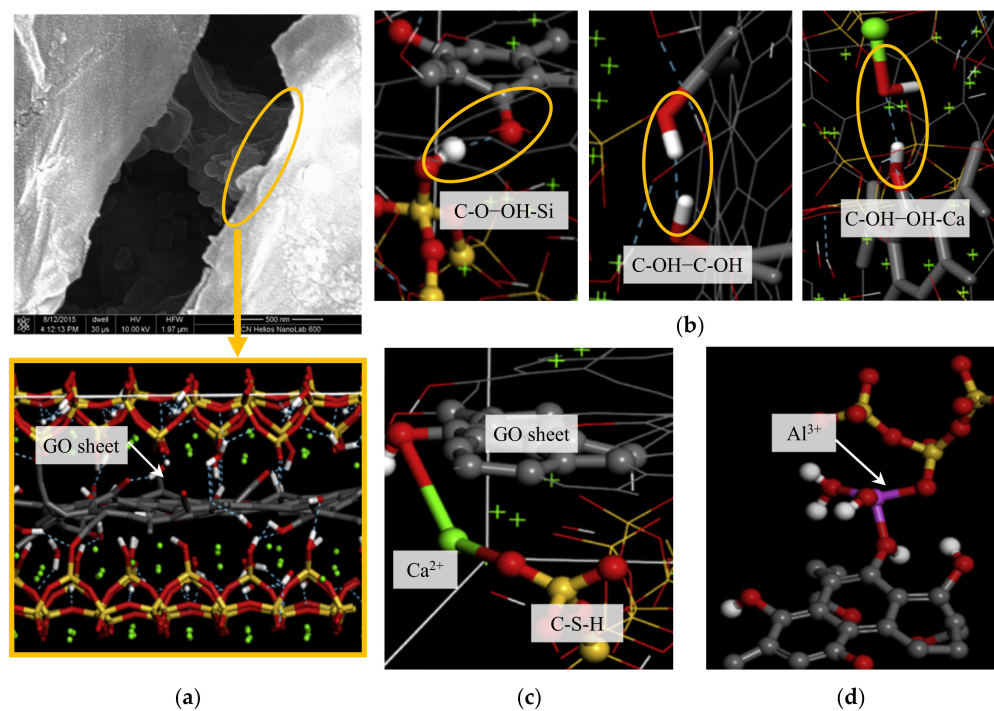 C-O−OH-Si
C-OH−C-OH
C-OH−OH-Ca
8/12/2015
dwell
HV
HFW
500 nm
4:12:13 PM
30 µs
10.00 kV
1.97 µm
CN Helios NanoLab 600
(b)
GO sheet
GO sheet
Al³⁺
Ca²⁺
C-S-H
(a)
(c)
(d)